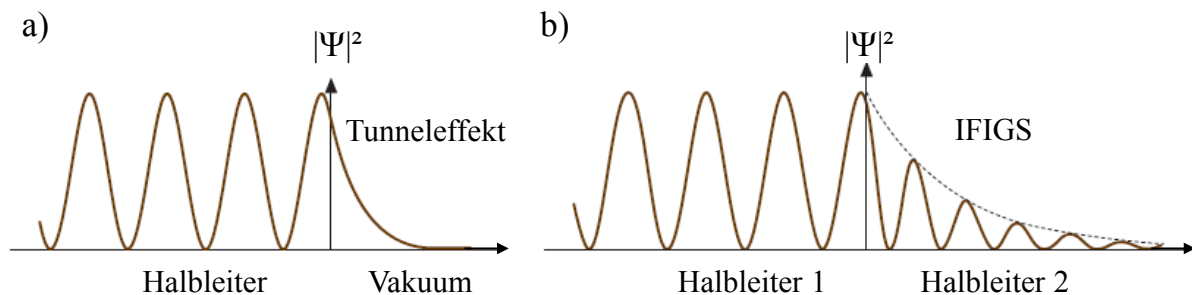 a)
|Ψ|²
Tunneleffekt
Halbleiter
Vakuum
b)
|Ψ|²
IFIGS
Halbleiter 1
Halbleiter 2